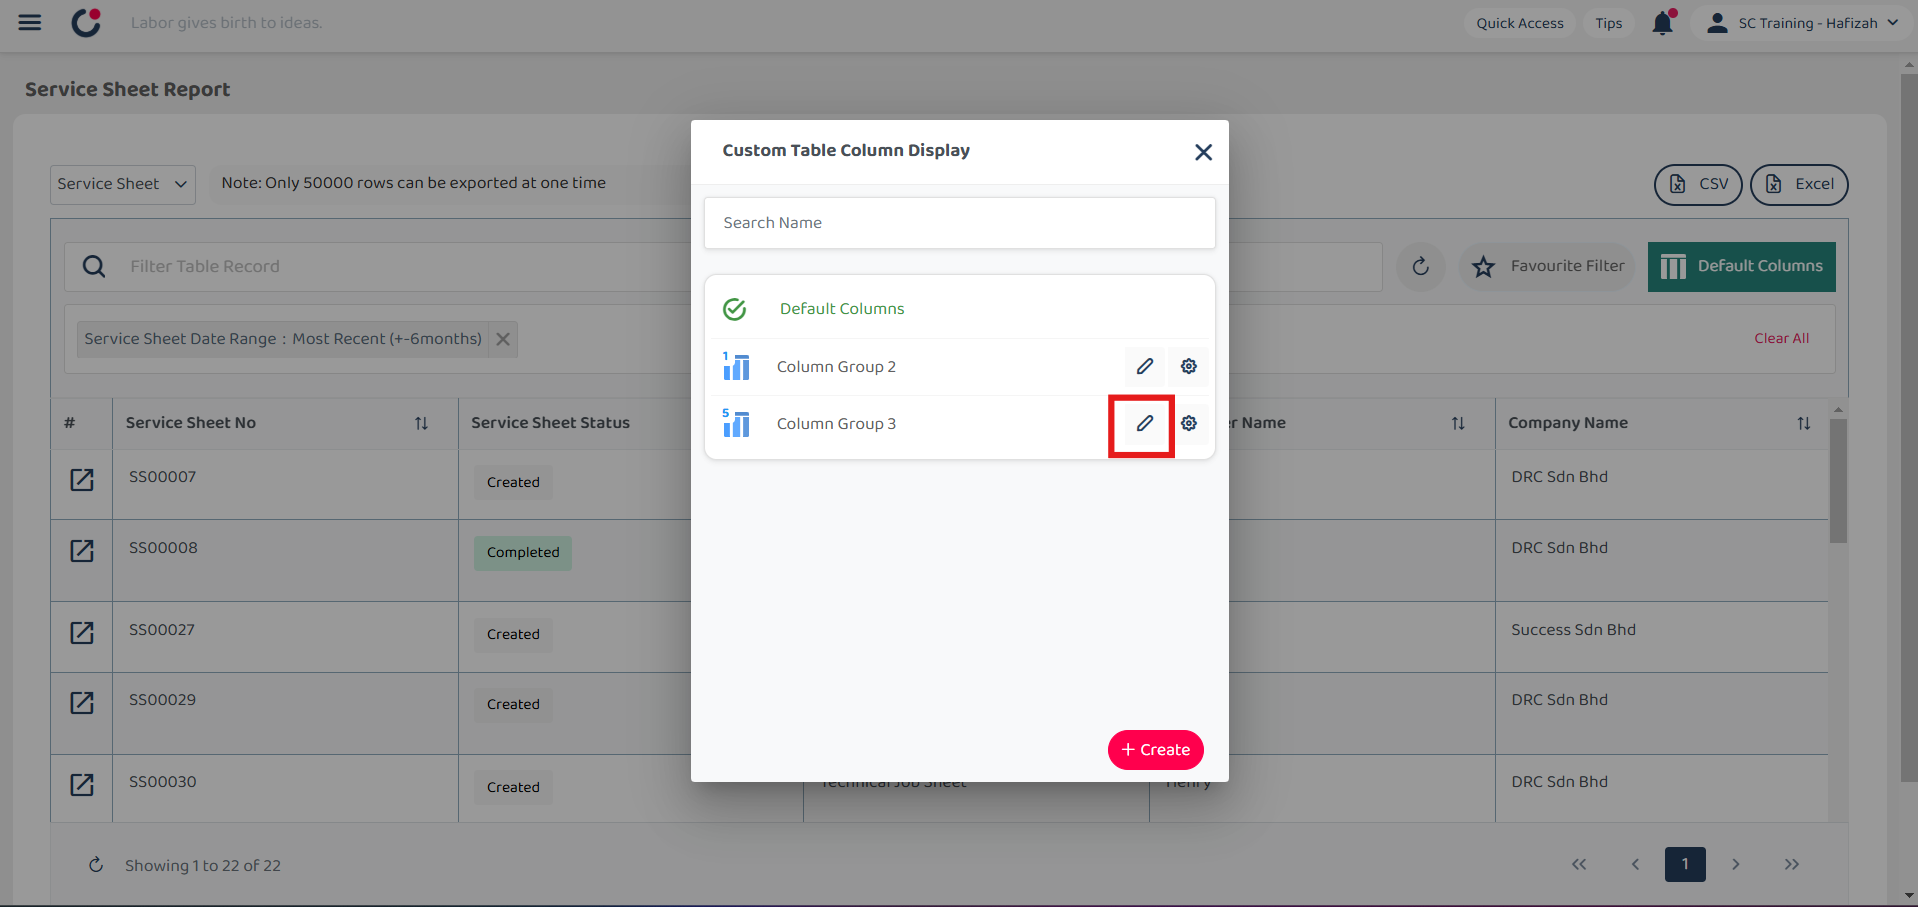 Labor gives birth to ideas.
Quick Access
Tips
SC Training - Hafizah
Service Sheet Report
Service Sheet
Note: Only 50000 rows can be exported at one time
CSV
Excel
Filter Table Record
Favourite Filter
Default Columns
Service Sheet Date Range : Most Recent (+-6months)
Clear All
# Service Sheet No Service Sheet Status r Name Company Name
SS00007 Created DRC Sdn Bhd
SS00008 Completed DRC Sdn Bhd
SS00027 Created Success Sdn Bhd
SS00029 Created DRC Sdn Bhd
SS00030 Created Technical Job Sheet Henry DRC Sdn Bhd
Showing 1 to 22 of 22
<< < 1 > >>
Custom Table Column Display
Search Name
Default Columns
1 Column Group 2
5 Column Group 3
+ Create